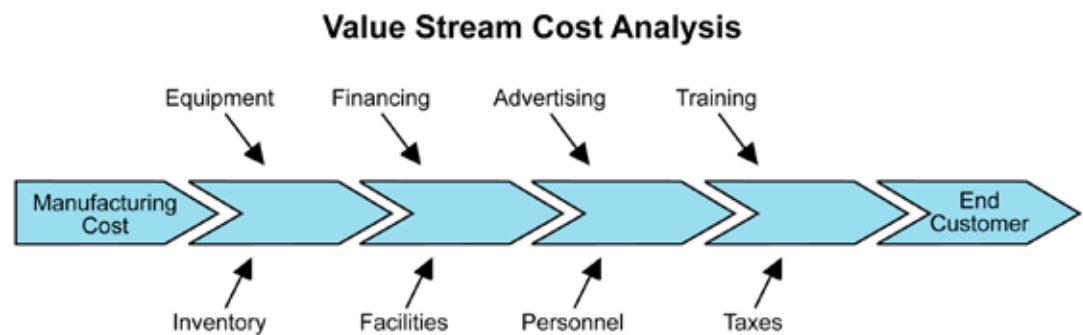 Value Stream Cost Analysis
Equipment Financing Advertising Training
Manufacturing
Cost
End
Customer
Inventory Facilities Personnel Taxes